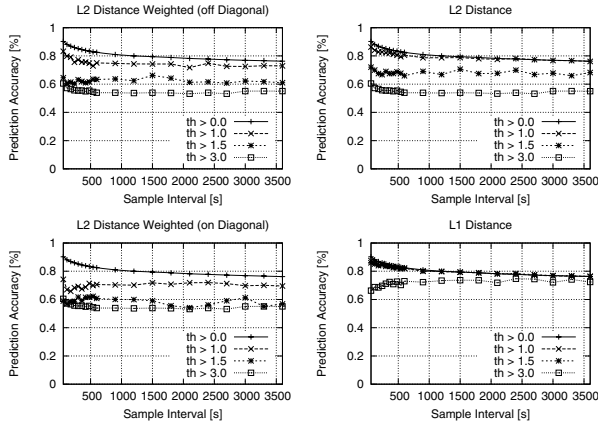 L2 Distance Weighted (off Diagonal)
Prediction Accuracy [%]
1
0.8
0.6
0.4
0.2
0
th > 0.0
th > 1.0
th > 1.5
th > 3.0
500 1000 1500 2000 2500 3000 3500
Sample Interval [s]
L2 Distance
Prediction Accuracy [%]
1
0.8
0.6
0.4
0.2
0
th > 0.0
th > 1.0
th > 1.5
th > 3.0
500 1000 1500 2000 2500 3000 3500
Sample Interval [s]
L2 Distance Weighted (on Diagonal)
Prediction Accuracy [%]
1
0.8
0.6
0.4
0.2
0
th > 0.0
th > 1.0
th > 1.5
th > 3.0
500 1000 1500 2000 2500 3000 3500
Sample Interval [s]
L1 Distance
Prediction Accuracy [%]
1
0.8
0.6
0.4
0.2
0
th > 0.0
th > 1.0
th > 1.5
th > 3.0
500 1000 1500 2000 2500 3000 3500
Sample Interval [s]